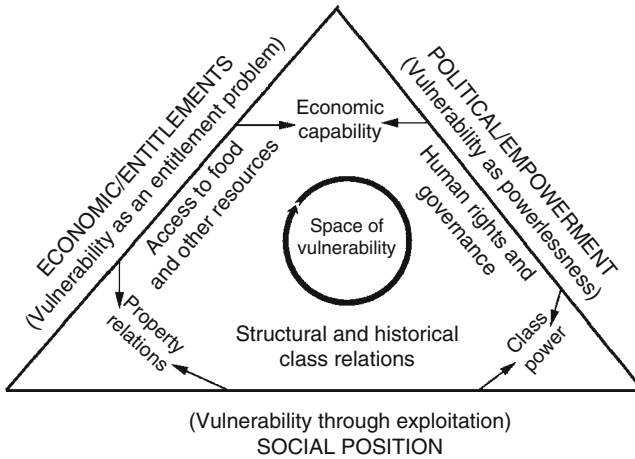 ECONOMIC/ENTITLEMENTS
(Vulnerability as an entitlement problem)
Access to food
and other resources
POLITICAL/EMPOWERMENT
(Vulnerability as powerlessness)
Human rights and
governance
Economic
capability
Space of
vulnerability
Property
relations
Structural and historical
class relations
Class
power
(Vulnerability through exploitation)
SOCIAL POSITION